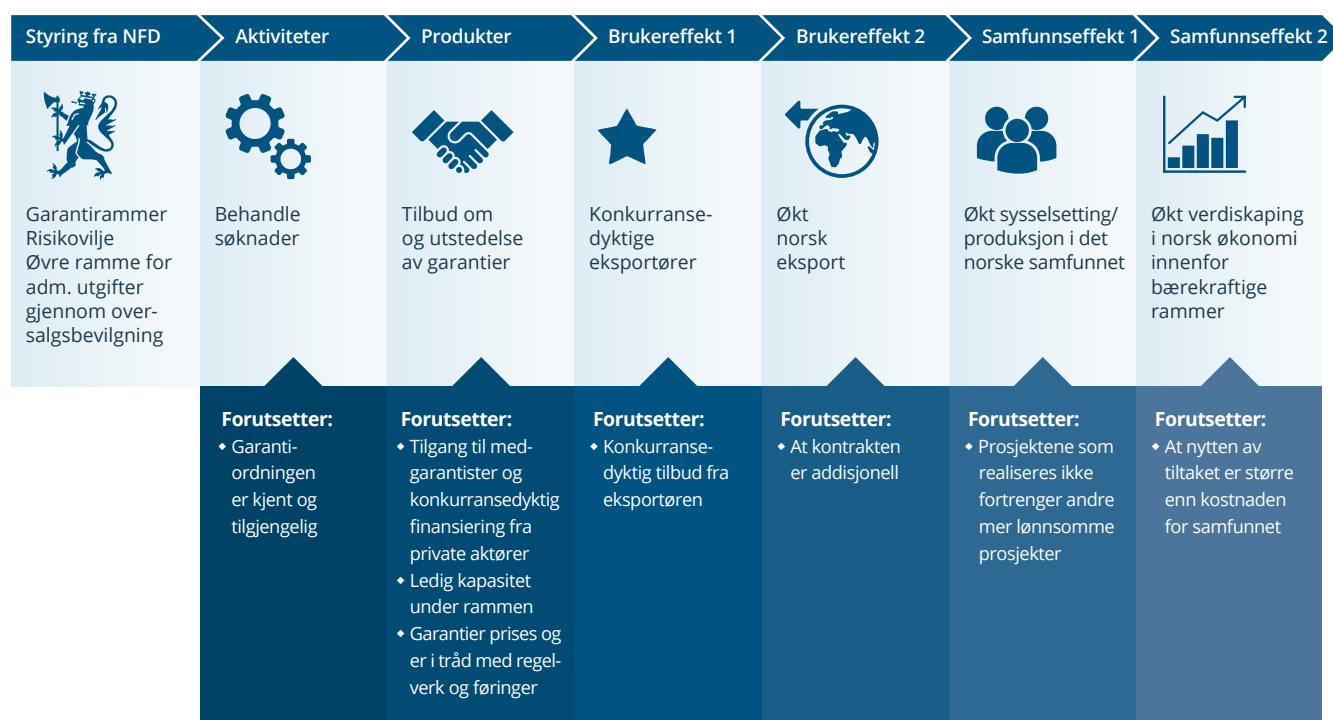 Styring fra NFD
Aktiviteter
Produkter
Brukereffekt 1
Brukereffekt 2
Samfunnseffekt 1
Samfunnseffekt 2
Garantirammer
Risikovilje
Øvre ramme for
adm. utgifter
gjennom over-
salgsbevilgning
Behandle
søknader
Tilbud om
og utstedelse
av garantier
Konkurranse-
dyktige
eksportører
Økt
norsk
eksport
Økt sysselsetting/
produksjon i det
norske samfunnet
Økt verdiskaping
i norsk økonomi
innenfor
bærekraftige
rammer
Forutsetter:
◆ Garanti-
ordningen
er kjent og
tilgjengelig
Forutsetter:
◆ Tilgang til med-
garantister og
konkurransedyktig
finansiering fra
private aktører
◆ Ledig kapasitet
under rammen
◆ Garantier prises og
er i tråd med regel-
verk og føringer
Forutsetter:
◆ Konkurranse-
dyktig tilbud fra
eksportøren
Forutsetter:
◆ At kontrakten
er addisjonell
Forutsetter:
◆ Prosjektene som
realiseres ikke
fortrenger andre
mer lønnsomme
prosjekter
Forutsetter:
◆ At nytten av
tiltaket er større
enn kostnaden
for samfunnet